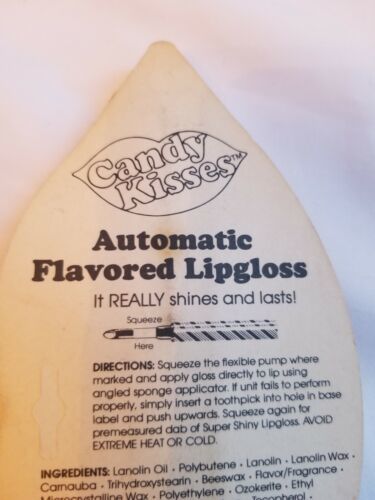 Candy
Kisses™
Automatic
Flavored Lipgloss
It REALLY shines and lasts!
Squeeze
Here
DIRECTIONS: Squeeze the flexible pump where
marked and apply gloss directly to lip using
angled sponge applicator. If unit fails to perform
properly, simply insert a toothpick into hole in base
label and push upwards. Squeeze again for
premeasured dab of Super Shiny Lipgloss. AVOID
EXTREME HEAT OR COLD.
INGREDIENTS: Lanolin Oil • Polybutene • Lanolin • Lanolin Wax •
Carnauba • Trihydroxystearin • Beeswax • Flavor/Fragrance •
Microcrystalline Wax • Polyethylene • Ozokerite • Ethyl